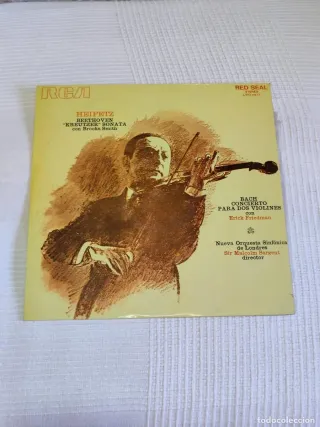 RCA
RED SEAL
HEIFETZ
BEETHOVEN
"KREUTZER" SONATA
con Brooks Smith
BACH
CONCIERTO
PARA DOS VIOLINES
con
Erick Friedman
Nueva Orquesta Sinfónica
de Londres
Sir Malcolm Sargent
director
todocoleccion